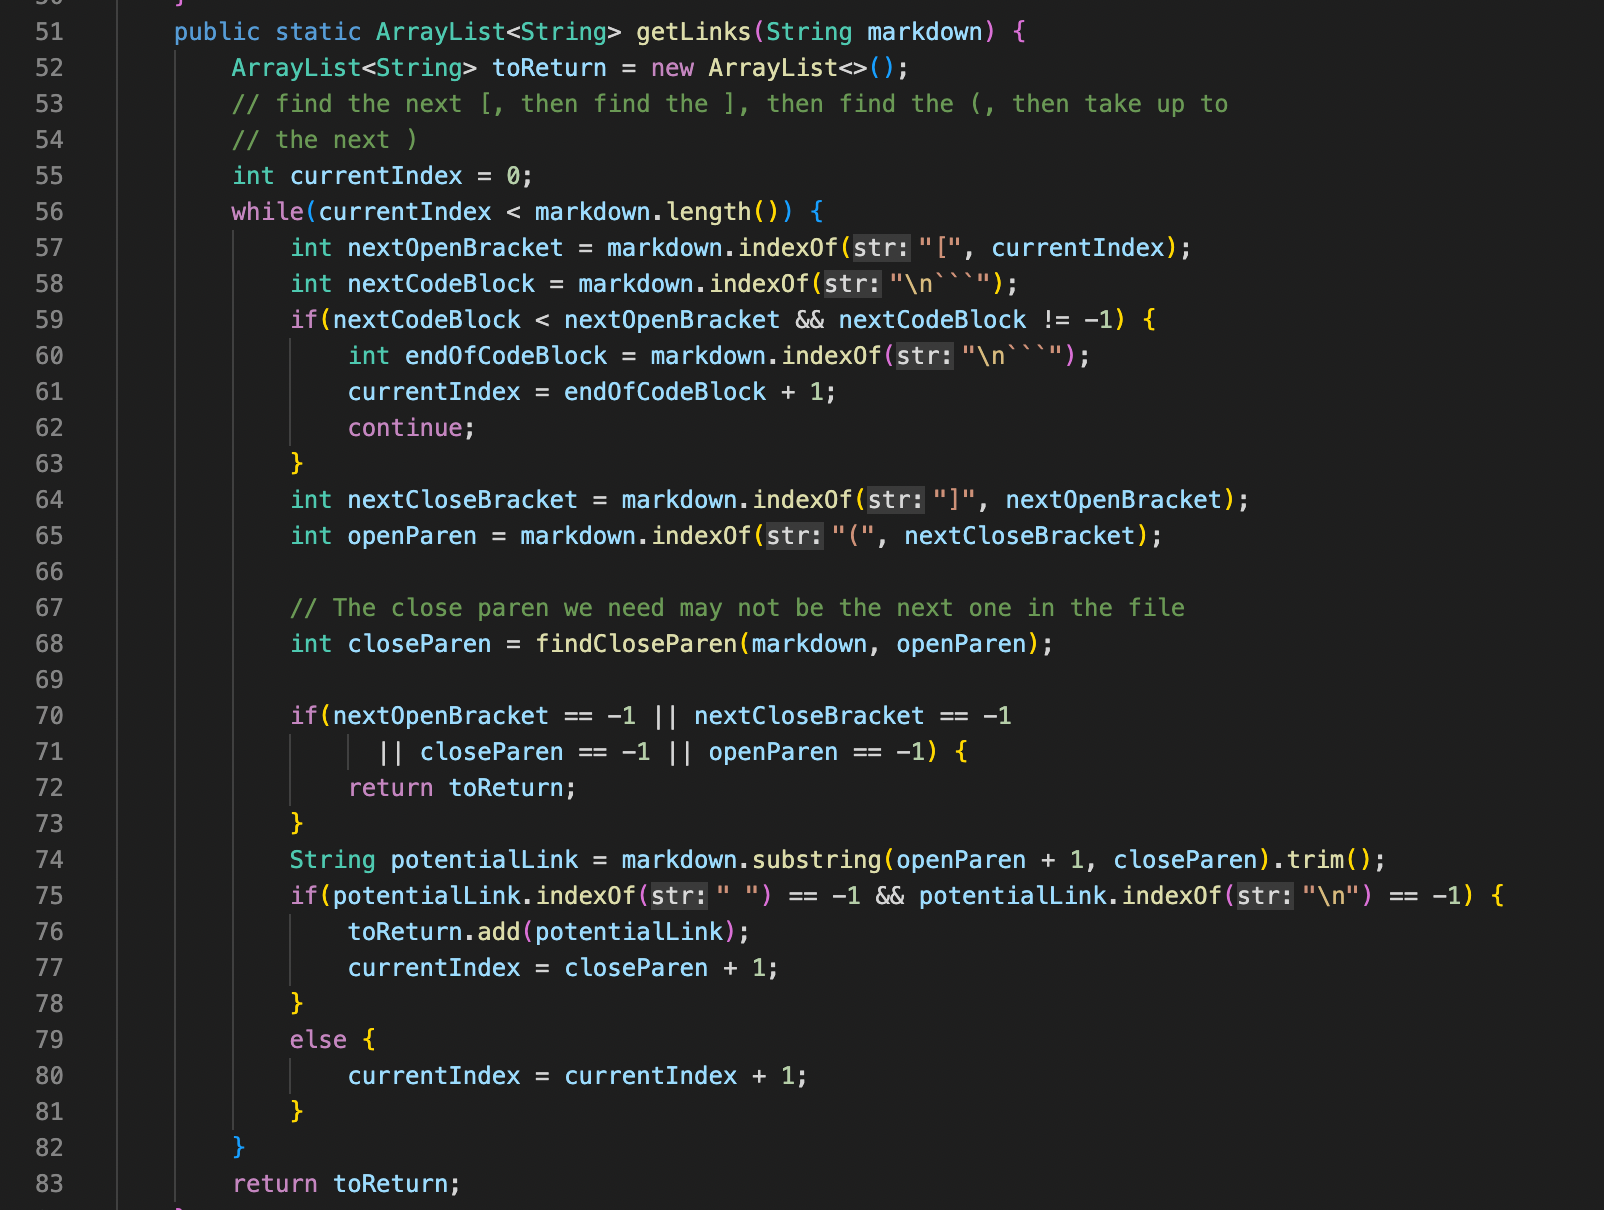 51 public static ArrayList<String> getLinks(String markdown) {
52 ArrayList<String> toReturn = new ArrayList<>();
53 // find the next [, then find the ], then find the (, then take up to
54 // the next )
55 int currentIndex = 0;
56 while(currentIndex < markdown.length()) {
57 int nextOpenBracket = markdown.indexOf(str: "[", currentIndex);
58 int nextCodeBlock = markdown.indexOf(str: "\n```");
59 if(nextCodeBlock < nextOpenBracket && nextCodeBlock != -1) {
60 int endOfCodeBlock = markdown.indexOf(str: "\n```");
61 currentIndex = endOfCodeBlock + 1;
62 continue;
63 }
64 int nextCloseBracket = markdown.indexOf(str: "]", nextOpenBracket);
65 int openParen = markdown.indexOf(str: "(", nextCloseBracket);
66
67 // The close paren we need may not be the next one in the file
68 int closeParen = findCloseParen(markdown, openParen);
69
70 if(nextOpenBracket == -1 || nextCloseBracket == -1
71 || closeParen == -1 || openParen == -1) {
72 return toReturn;
73 }
74 String potentialLink = markdown.substring(openParen + 1, closeParen).trim();
75 if(potentialLink.indexOf(str: " ") == -1 && potentialLink.indexOf(str: "\n") == -1) {
76 toReturn.add(potentialLink);
77 currentIndex = closeParen + 1;
78 }
79 else {
80 currentIndex = currentIndex + 1;
81 }
82 }
83 return toReturn;